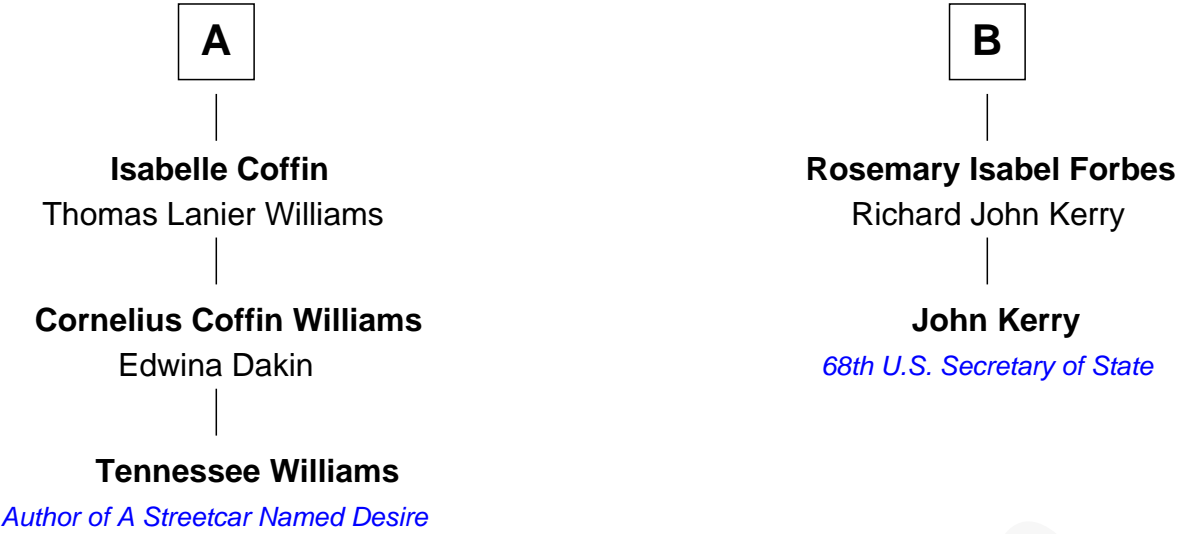 A
Isabelle Coffin
Thomas Lanier Williams
Cornelius Coffin Williams
Edwina Dakin
Tennessee Williams
Author of A Streetcar Named Desire
B
Rosemary Isabel Forbes
Richard John Kerry
John Kerry
68th U.S. Secretary of State